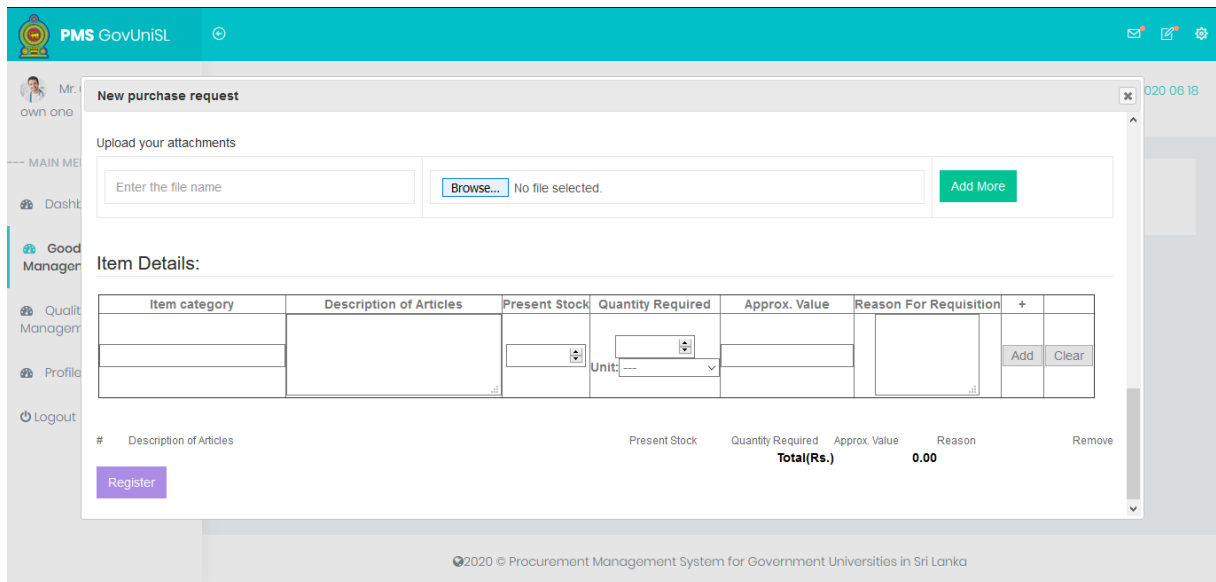 PMS GovUniSL
Mr.
own one
020 06 18
New purchase request
Upload your attachments
Enter the file name
Browse... No file selected.
Add More
--- MAIN ME
Dashb
Good
Manager
Qualit
Managem
Profile
Logout
Item Details:
Item category Description of Articles Present Stock Quantity Required Approx. Value Reason For Requisition +
Unit: ---
Add Clear
# Description of Articles Present Stock Quantity Required Approx. Value Reason Remove
Total(Rs.) 0.00
Register
2020 © Procurement Management System for Government Universities in Sri Lanka